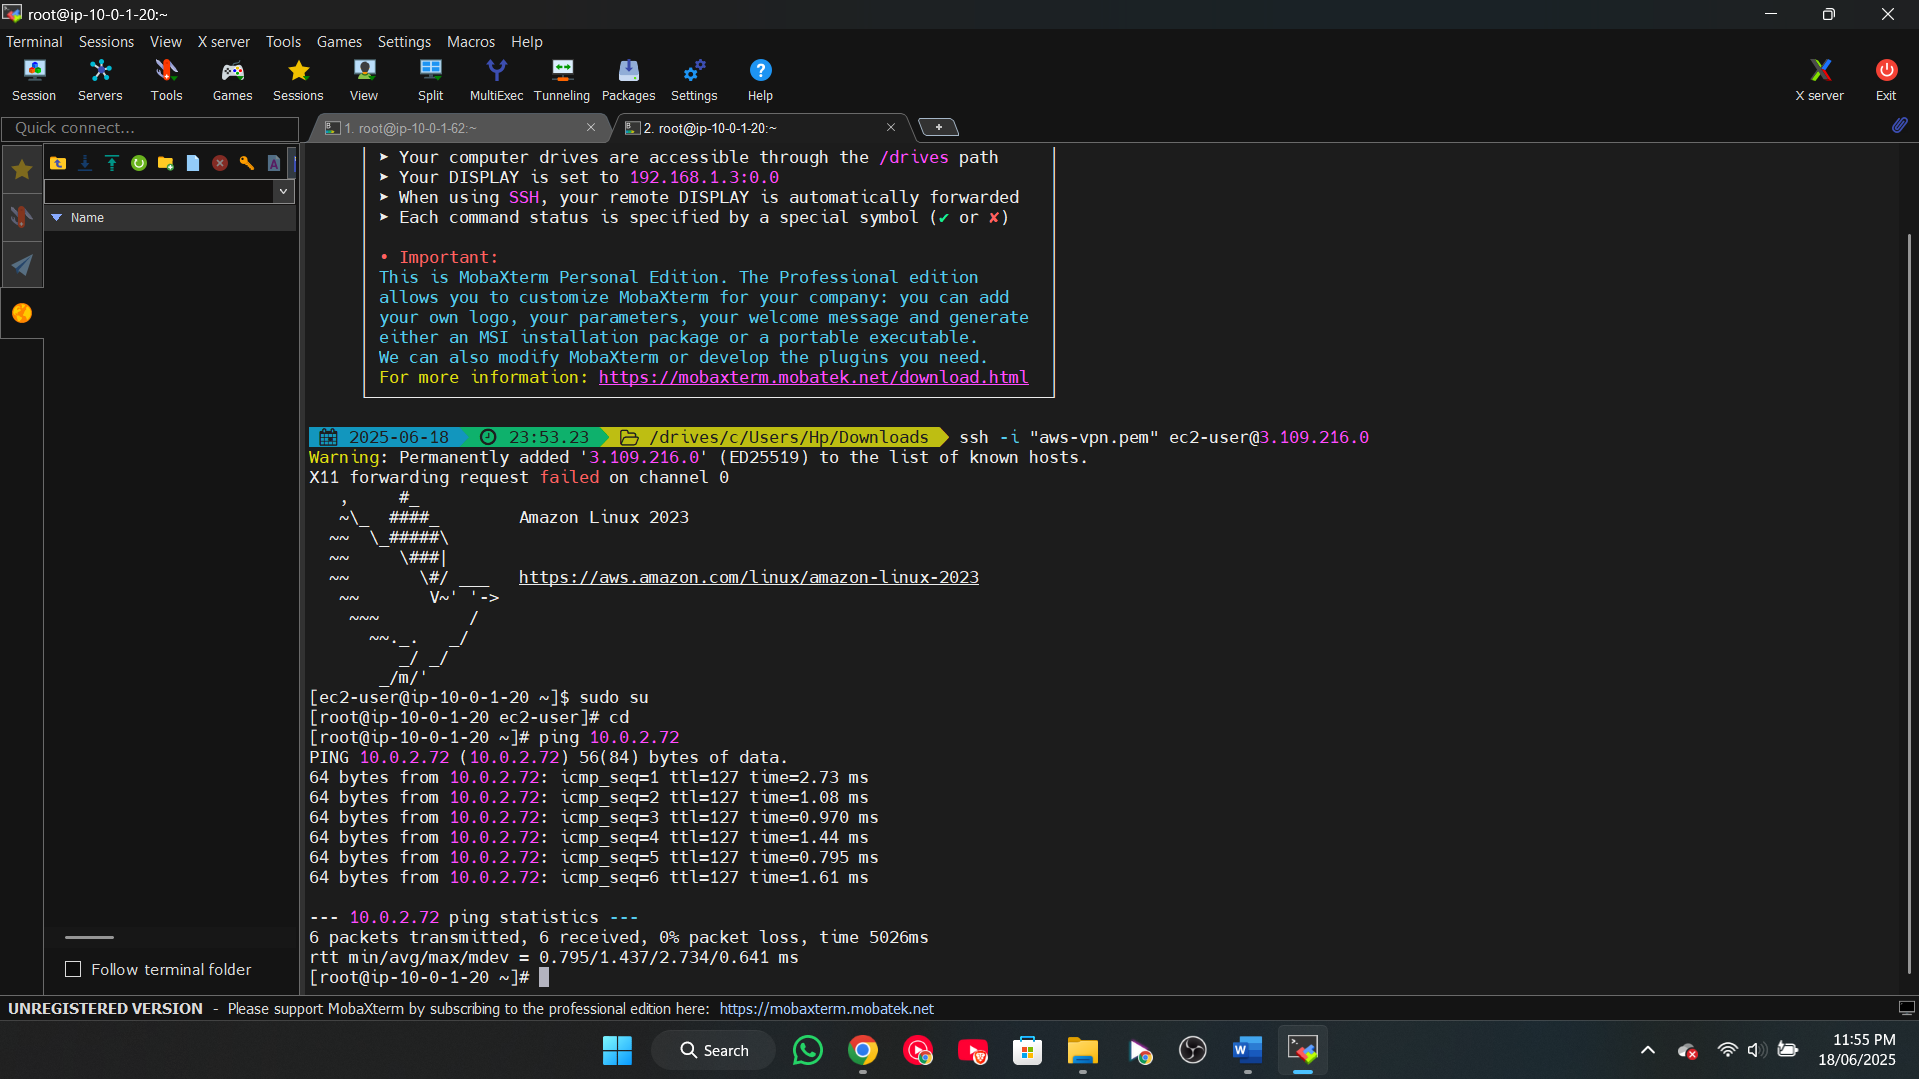 root@ip-10-0-1-20:~
Terminal Sessions View X server Tools Games Settings Macros Help
Session Servers Tools Games Sessions View Split MultiExec Tunneling Packages Settings Help X server Exit
Quick connect...
1. root@ip-10-0-1-62:~
2. root@ip-10-0-1-20:~
Name
➤ Your computer drives are accessible through the /drives path
➤ Your DISPLAY is set to 192.168.1.3:0.0
➤ When using SSH, your remote DISPLAY is automatically forwarded
➤ Each command status is specified by a special symbol (✔ or ✘)
• Important:
This is MobaXterm Personal Edition. The Professional edition
allows you to customize MobaXterm for your company: you can add
your own logo, your parameters, your welcome message and generate
either an MSI installation package or a portable executable.
We can also modify MobaXterm or develop the plugins you need.
For more information: https://mobaxterm.mobatek.net/download.html
2025-06-18 23:53.23 /drives/c/Users/Hp/Downloads ssh -i "aws-vpn.pem" ec2-user@3.109.216.0
Warning: Permanently added '3.109.216.0' (ED25519) to the list of known hosts.
X11 forwarding request failed on channel 0
   ,     #_
   ~\_  ####_        Amazon Linux 2023
  ~~  \_#####\
  ~~     \###|
  ~~       \#/ ___   https://aws.amazon.com/linux/amazon-linux-2023
   ~~       V~' '->
    ~~~         /
      ~~._.   _/
         _/ _/
       _/m/'
[ec2-user@ip-10-0-1-20 ~]$ sudo su
[root@ip-10-0-1-20 ec2-user]# cd
[root@ip-10-0-1-20 ~]# ping 10.0.2.72
PING 10.0.2.72 (10.0.2.72) 56(84) bytes of data.
64 bytes from 10.0.2.72: icmp_seq=1 ttl=127 time=2.73 ms
64 bytes from 10.0.2.72: icmp_seq=2 ttl=127 time=1.08 ms
64 bytes from 10.0.2.72: icmp_seq=3 ttl=127 time=0.970 ms
64 bytes from 10.0.2.72: icmp_seq=4 ttl=127 time=1.44 ms
64 bytes from 10.0.2.72: icmp_seq=5 ttl=127 time=0.795 ms
64 bytes from 10.0.2.72: icmp_seq=6 ttl=127 time=1.61 ms
--- 10.0.2.72 ping statistics ---
6 packets transmitted, 6 received, 0% packet loss, time 5026ms
rtt min/avg/max/mdev = 0.795/1.437/2.734/0.641 ms
[root@ip-10-0-1-20 ~]#
Follow terminal folder
UNREGISTERED VERSION - Please support MobaXterm by subscribing to the professional edition here: https://mobaxterm.mobatek.net
Search
11:55 PM
18/06/2025